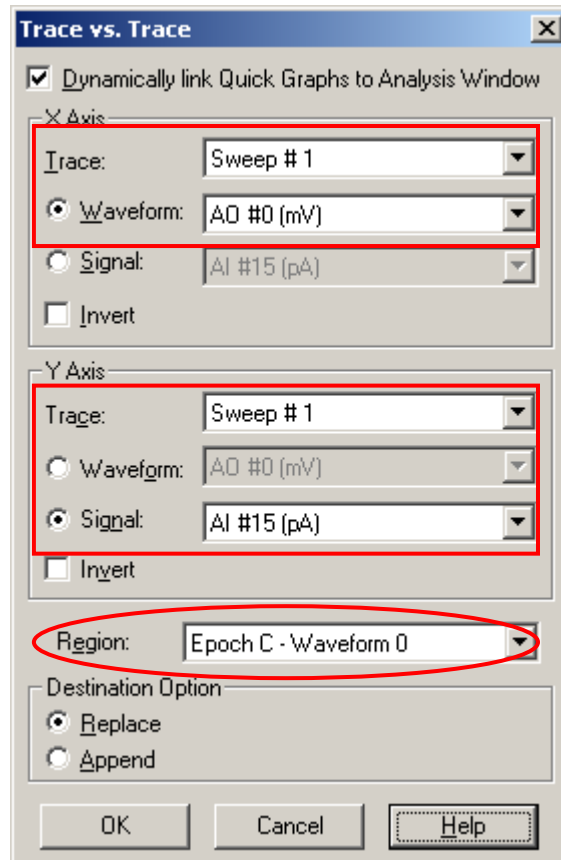 Trace vs. Trace
Dynamically link Quick Graphs to Analysis Window
X Axis
Trace: Sweep # 1
Waveform: AO #0 (mV)
Signal: AI #15 (pA)
Invert
Y Axis
Trace: Sweep # 1
Waveform: AO #0 (mV)
Signal: AI #15 (pA)
Invert
Region: Epoch C - Waveform 0
Destination Option
Replace
Append
OK Cancel Help